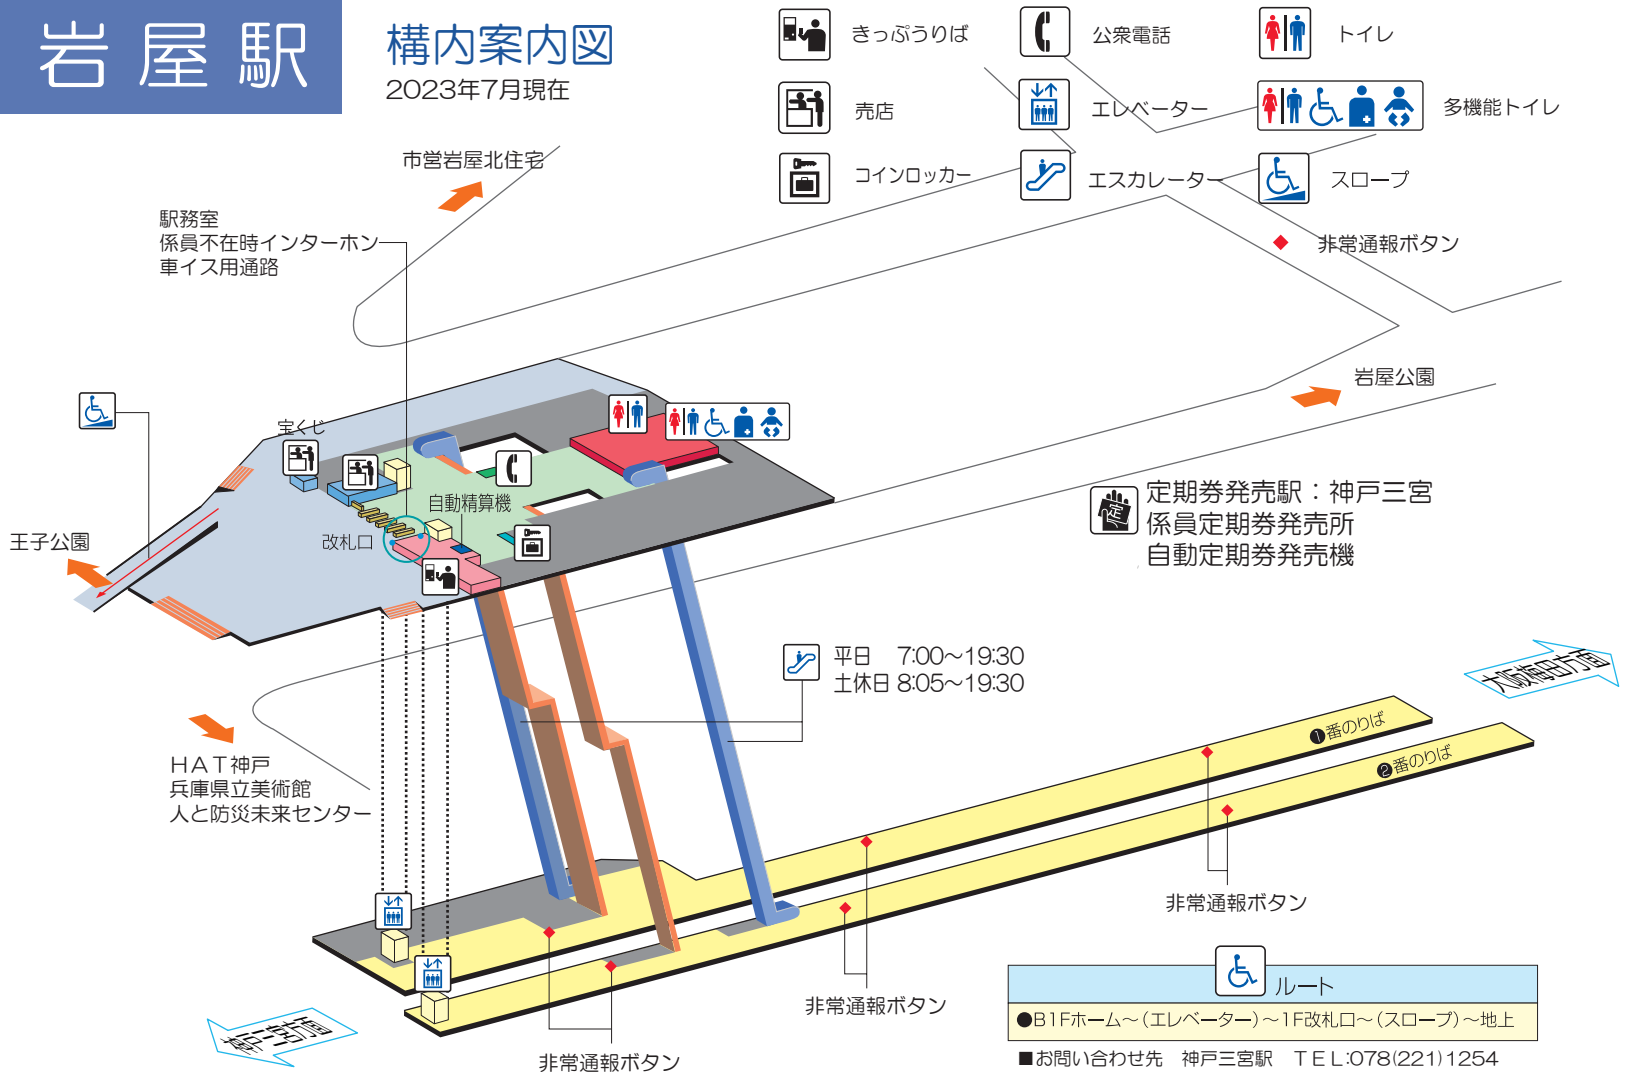 岩屋駅
構内案内図
2023年7月現在
きっぷうりば
公衆電話
トイレ
売店
エレベーター
多機能トイレ
コインロッカー
エスカレーター
スロープ
非常通報ボタン
市営岩屋北住宅
駅務室
係員不在時インターホン
車イス用通路
岩屋公園
宝くじ
自動精算機
改札口
王子公園
定
定期券発売駅：神戸三宮
係員定期券発売所
自動定期券発売機
平日 7:00～19:30
土休日 8:05～19:30
大阪梅田方面
❶番のりば
❷番のりば
HAT神戸
兵庫県立美術館
人と防災未来センター
非常通報ボタン
非常通報ボタン
非常通報ボタン
神戸三宮方面
ルート
●B1Fホーム～(エレベーター)～1F改札口～(スロープ)～地上
■お問い合わせ先 神戸三宮駅 TEL:078(221)1254